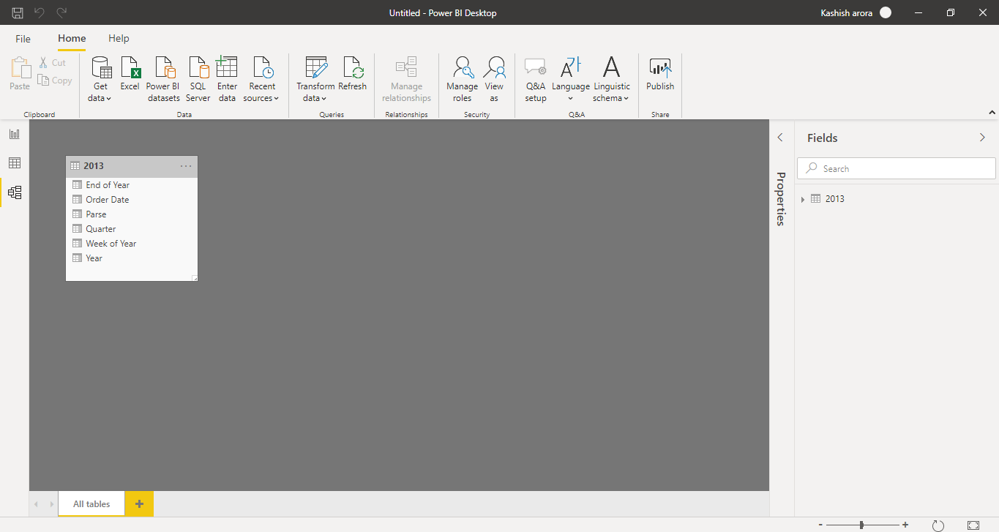 Untitled - Power BI Desktop
Kashish arora
File Home Help
Paste
Cut
Copy
Clipboard
Get data
Excel
Power BI datasets
SQL Server
Enter data
Recent sources
Data
Transform data
Refresh
Queries
Manage relationships
Relationships
Manage roles
View as
Security
Q&A setup
Language
Linguistic schema
Q&A
Publish
Share
2013
End of Year
Order Date
Parse
Quarter
Week of Year
Year
Properties
Fields
Search
2013
All tables